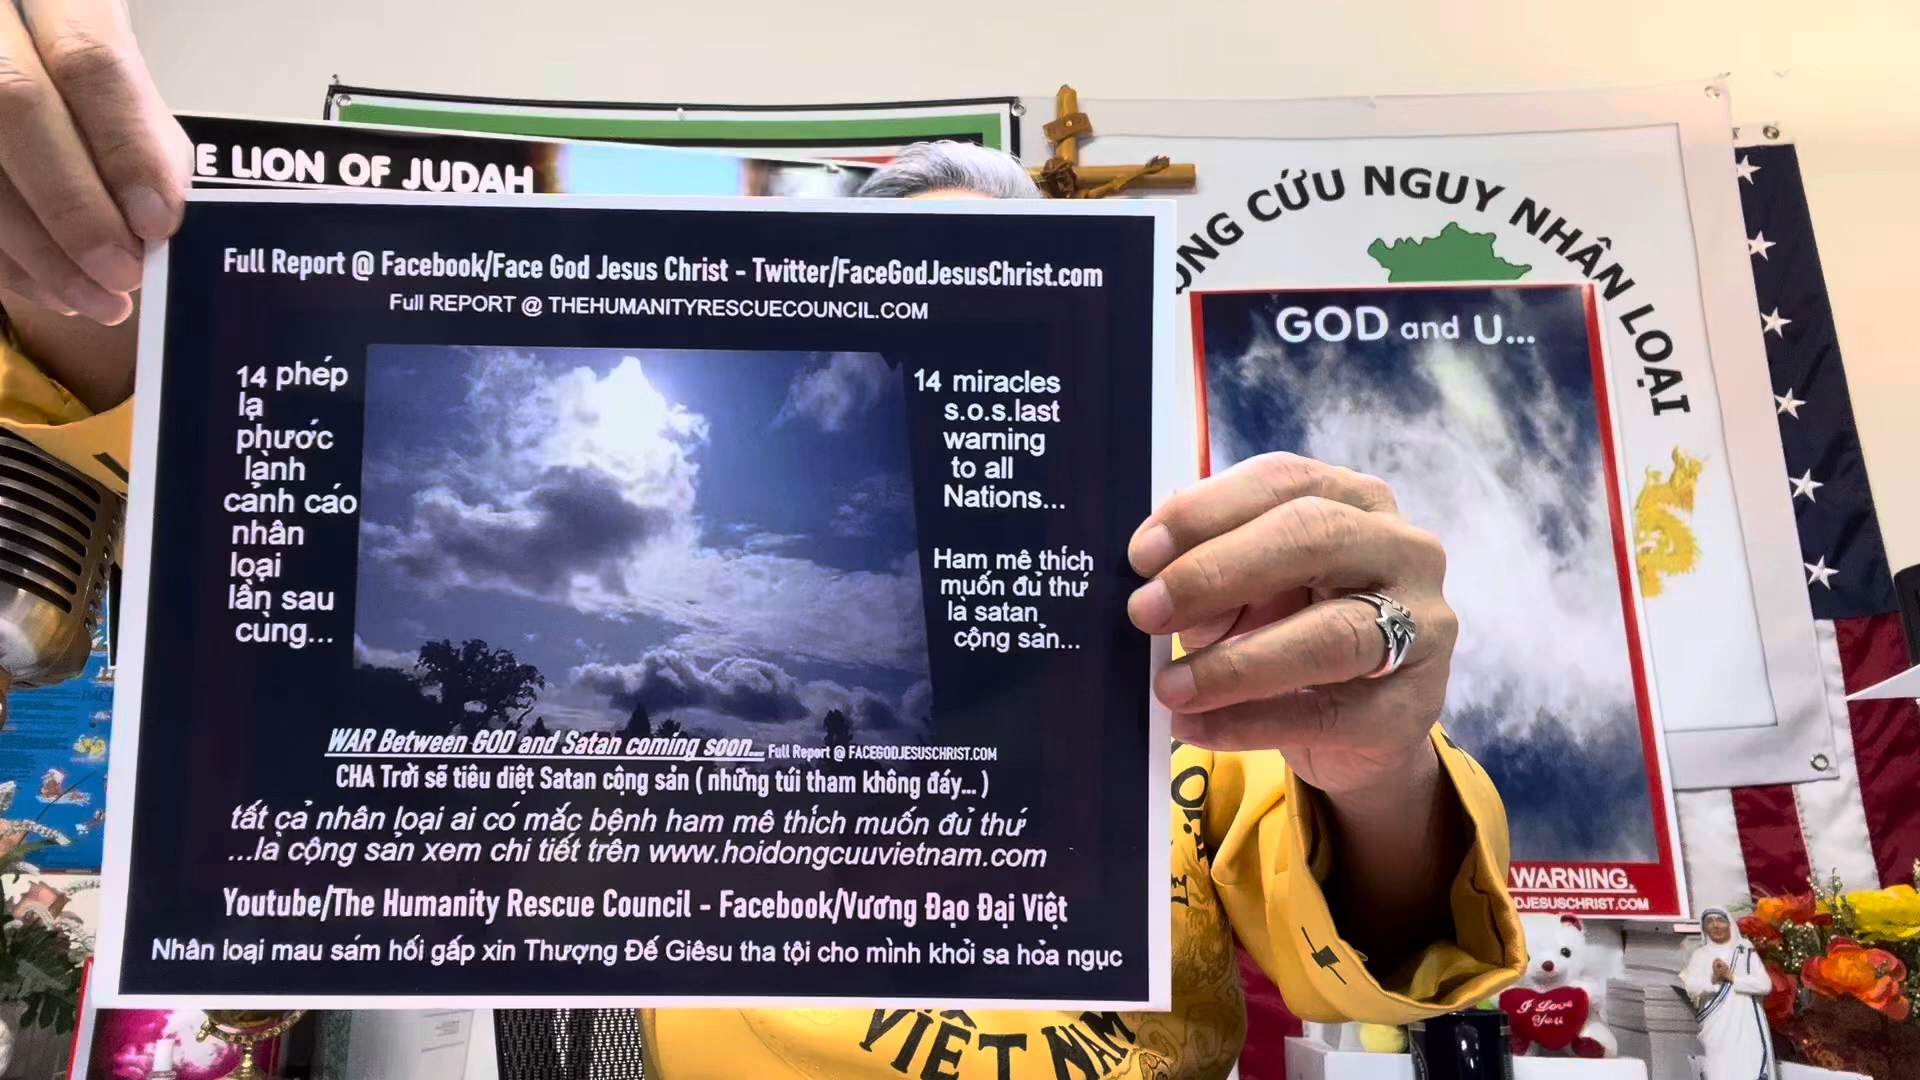 E LION OF JUDAH
Full Report @ Facebook/Face God Jesus Christ - Twitter/FaceGodJesusChrist.com
Full REPORT @ THEHUMANITYRESCUECOUNCIL.COM
14 phép
lạ
phước
lành
cảnh cáo
nhân
loại
lần sau
cùng...
14 miracles
s.o.s.last
warning
to all
Nations...
Ham mê thích
muốn đủ thứ
là satan
cộng sản...
WAR Between GOD and Satan coming soon... Full Report @ FACEGODJESUSCHRIST.COM
CHA Trời sẽ tiêu diệt Satan cộng sản ( những túi tham không đáy... )
tất cả nhân loại ai có mắc bệnh ham mê thích muốn đủ thứ
...là cộng sản xem chi tiết trên www.hoidongcuuvietnam.com
Youtube/The Humanity Rescue Council - Facebook/Vương Đạo Đại Việt
Nhân loại mau sám hối gấp xin Thượng Đế Giêsu tha tội cho mình khỏi sa hỏa ngục
ỒNG CỨU NGUY NHÂN LOẠI
GOD and U...
WARNING.
DJESUSCHRIST.COM
VIỆT NAM
I Love
You